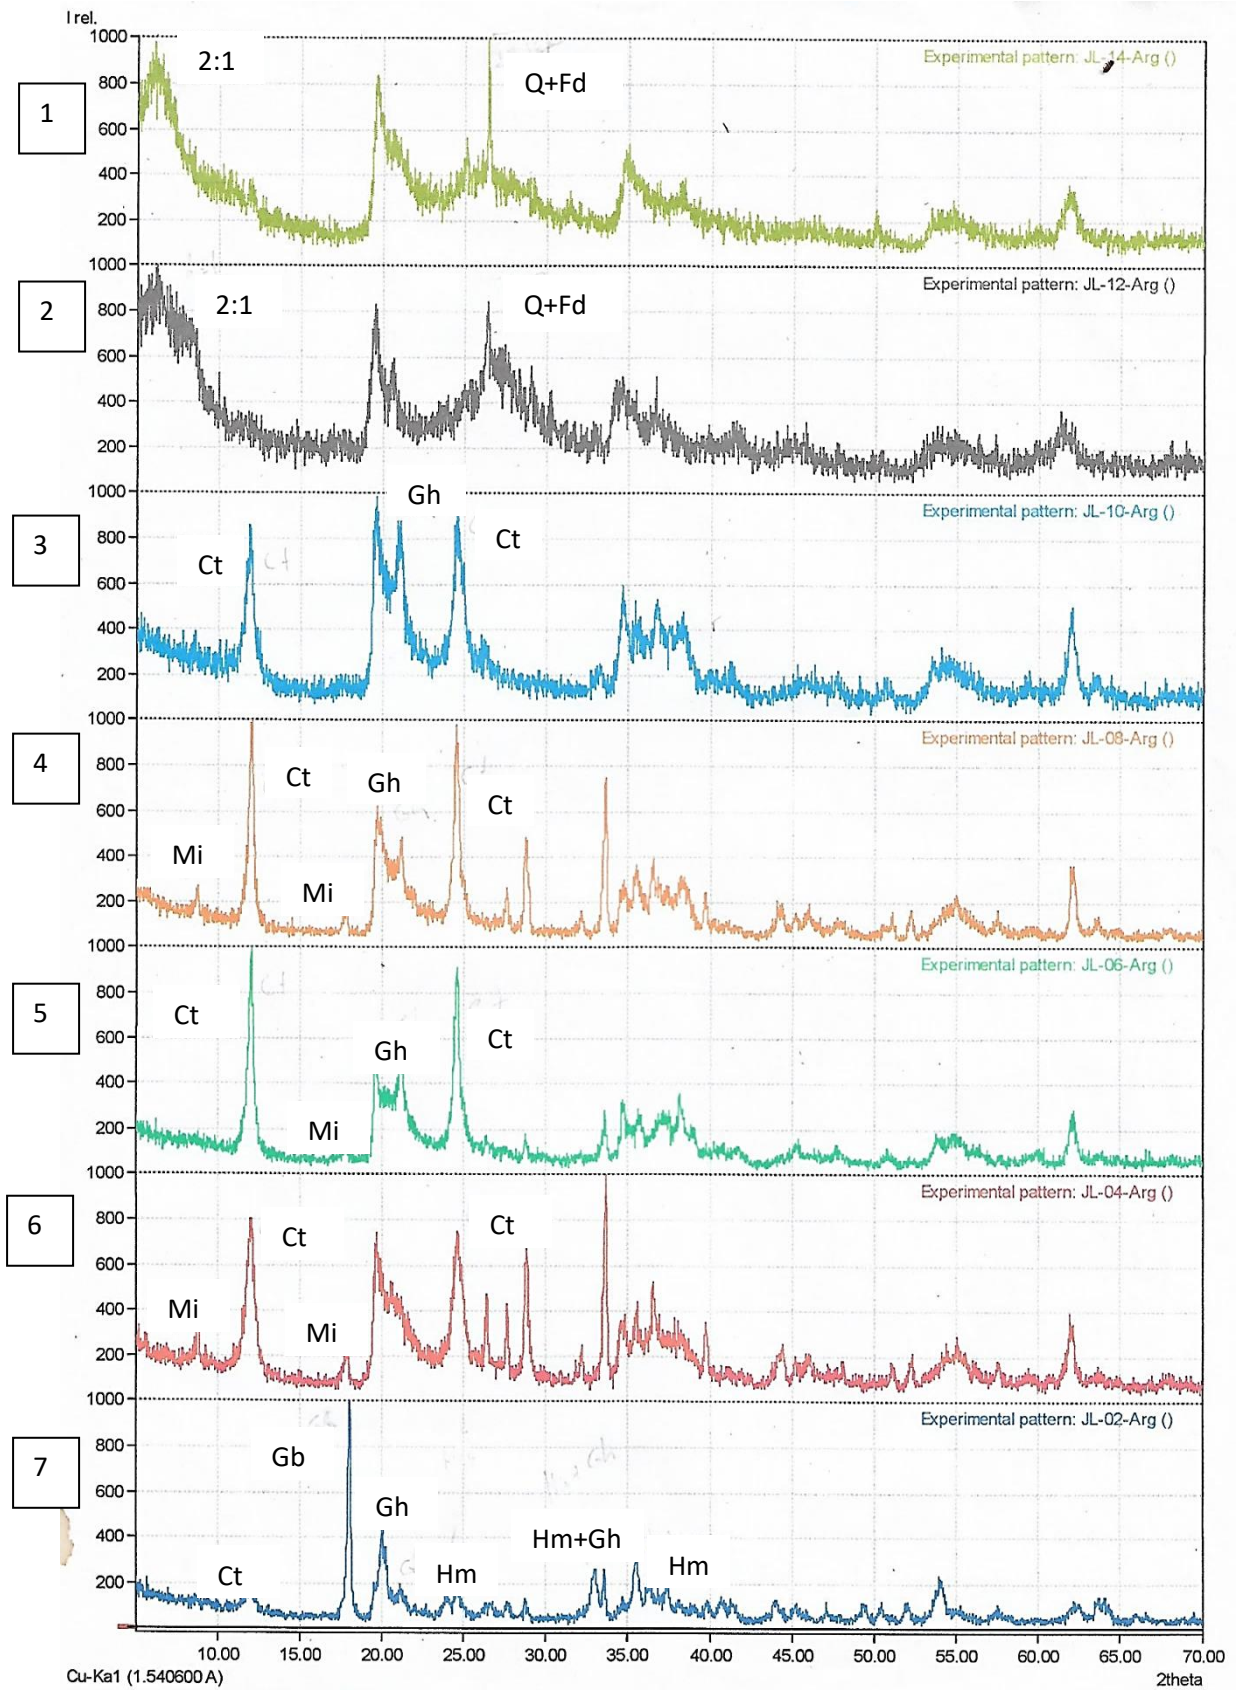 I rel.
1000
800
600
400
200
1
2:1
Q+Fd
Experimental pattern: JL-14-Arg ()
1000
800
600
400
200
2
2:1
Q+Fd
Experimental pattern: JL-12-Arg ()
1000
800
600
400
200
3
Ct
Gh
Ct
Experimental pattern: JL-10-Arg ()
1000
800
600
400
200
4
Mi
Ct
Mi
Gh
Ct
Experimental pattern: JL-08-Arg ()
1000
800
600
400
200
5
Ct
Mi
Gh
Ct
Experimental pattern: JL-06-Arg ()
1000
800
600
400
200
6
Mi
Ct
Mi
Ct
Experimental pattern: JL-04-Arg ()
1000
800
600
400
200
7
Ct
Gb
Gh
Hm
Hm+Gh
Hm
Experimental pattern: JL-02-Arg ()
10.00 15.00 20.00 25.00 30.00 35.00 40.00 45.00 50.00 55.00 60.00 65.00 70.00
Cu-Ka1 (1.540600 A)
2theta